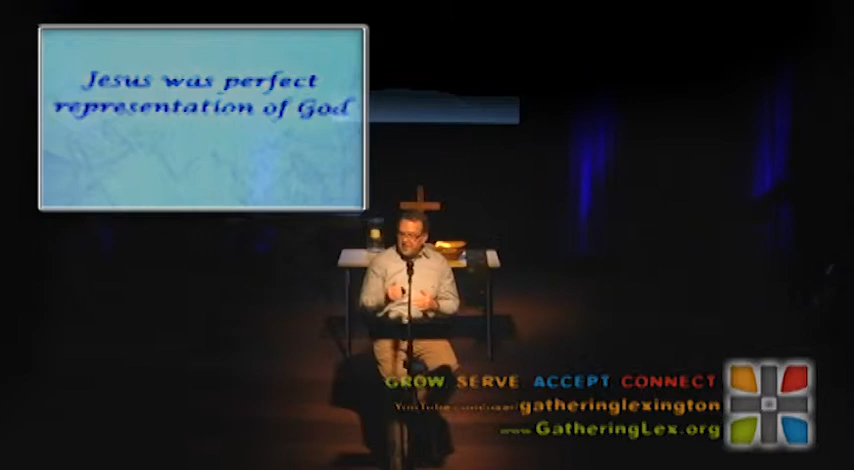 Jesus was perfect
representation of God
GROW SERVE ACCEPT CONNECT
gatheringlexington
www.GatheringLex.org